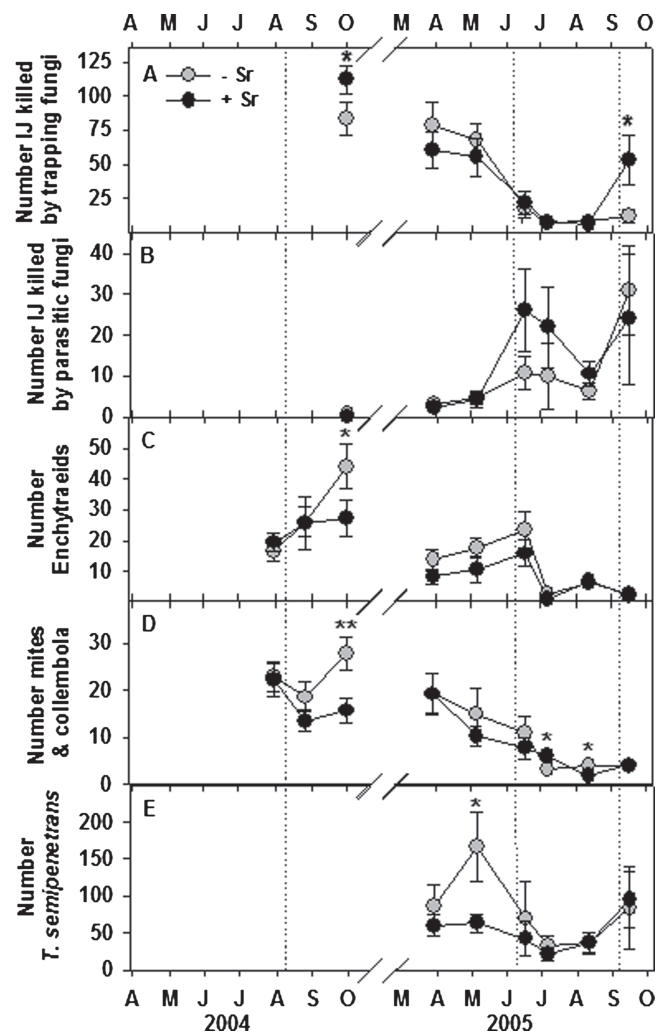 A M J J A S O M A M J J A S O
Number IJ killed
by trapping fungi
125
100
75
50
25
A
- Sr
+ Sr
*
*
Number IJ killed
by parasitic fungi
40
30
20
10
0
B
Number
Enchytraeids
50
40
30
20
10
C
*
Number mites
& collembola
30
20
10
0
D
**
*
*
Number
T. semipenetrans
200
150
100
50
0
E
*
A M J J A S O M A M J J A S O
2004 2005